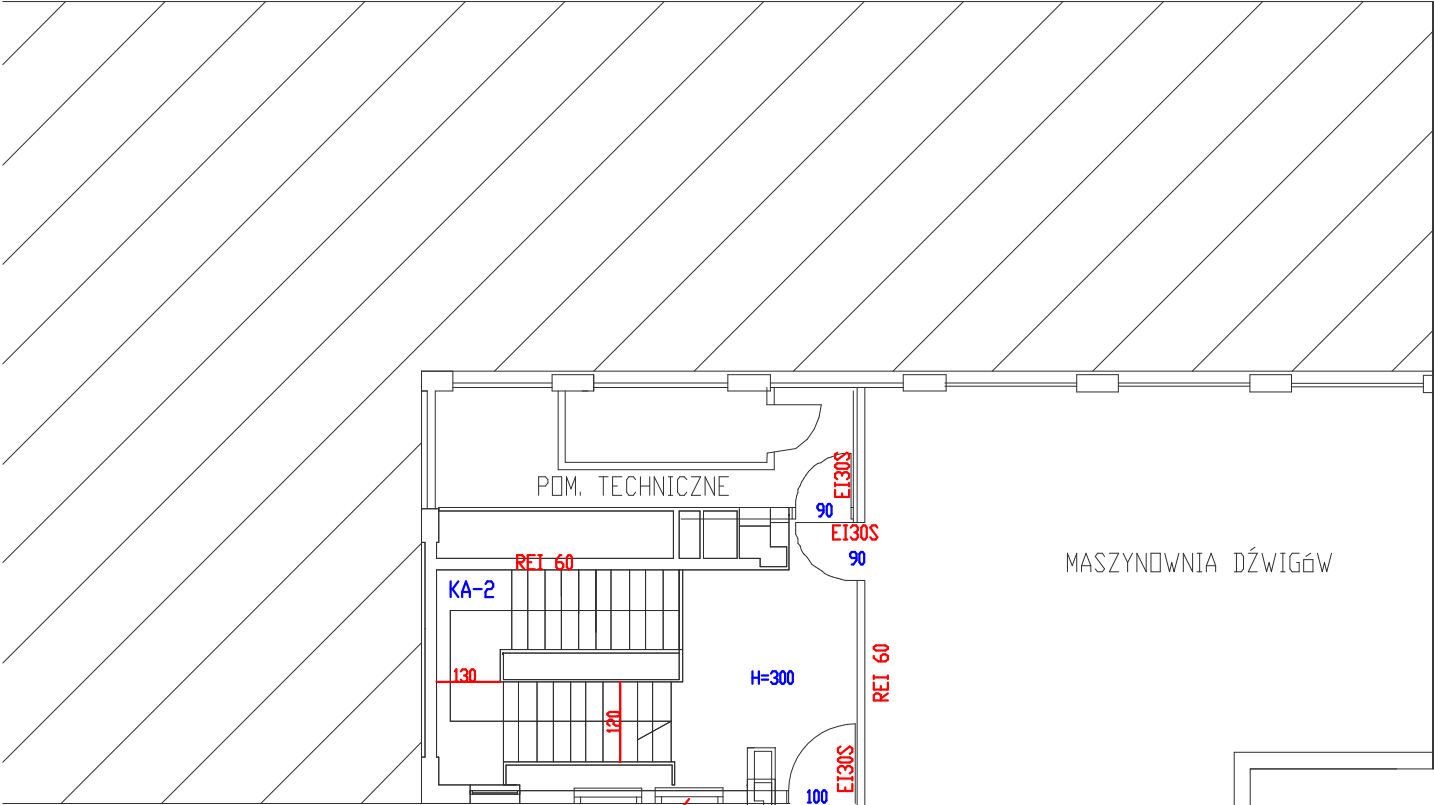 POM. TECHNICZNE
EI30S
90
EI30S
90
REI 60
KA-2
MASZYNOWNIA DŹWIGóW
130
H=300
REI 60
120
EI30S
100